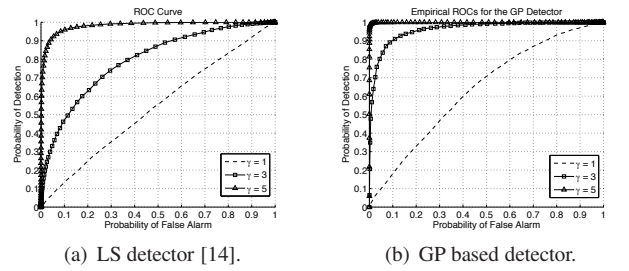 ROC Curve
Probability of Detection
1
0.9
0.8
0.7
0.6
0.5
0.4
0.3
0.2
0.1
0
0 0.1 0.2 0.3 0.4 0.5 0.6 0.7 0.8 0.9 1
Probability of False Alarm
γ = 1
γ = 3
γ = 5
(a) LS detector [14].
Empirical ROCs for the GP Detector
Probability of Detection
1
0.9
0.8
0.7
0.6
0.5
0.4
0.3
0.2
0.1
0
0 0.1 0.2 0.3 0.4 0.5 0.6 0.7 0.8 0.9 1
Probability of False Alarm
γ = 1
γ = 3
γ = 5
(b) GP based detector.